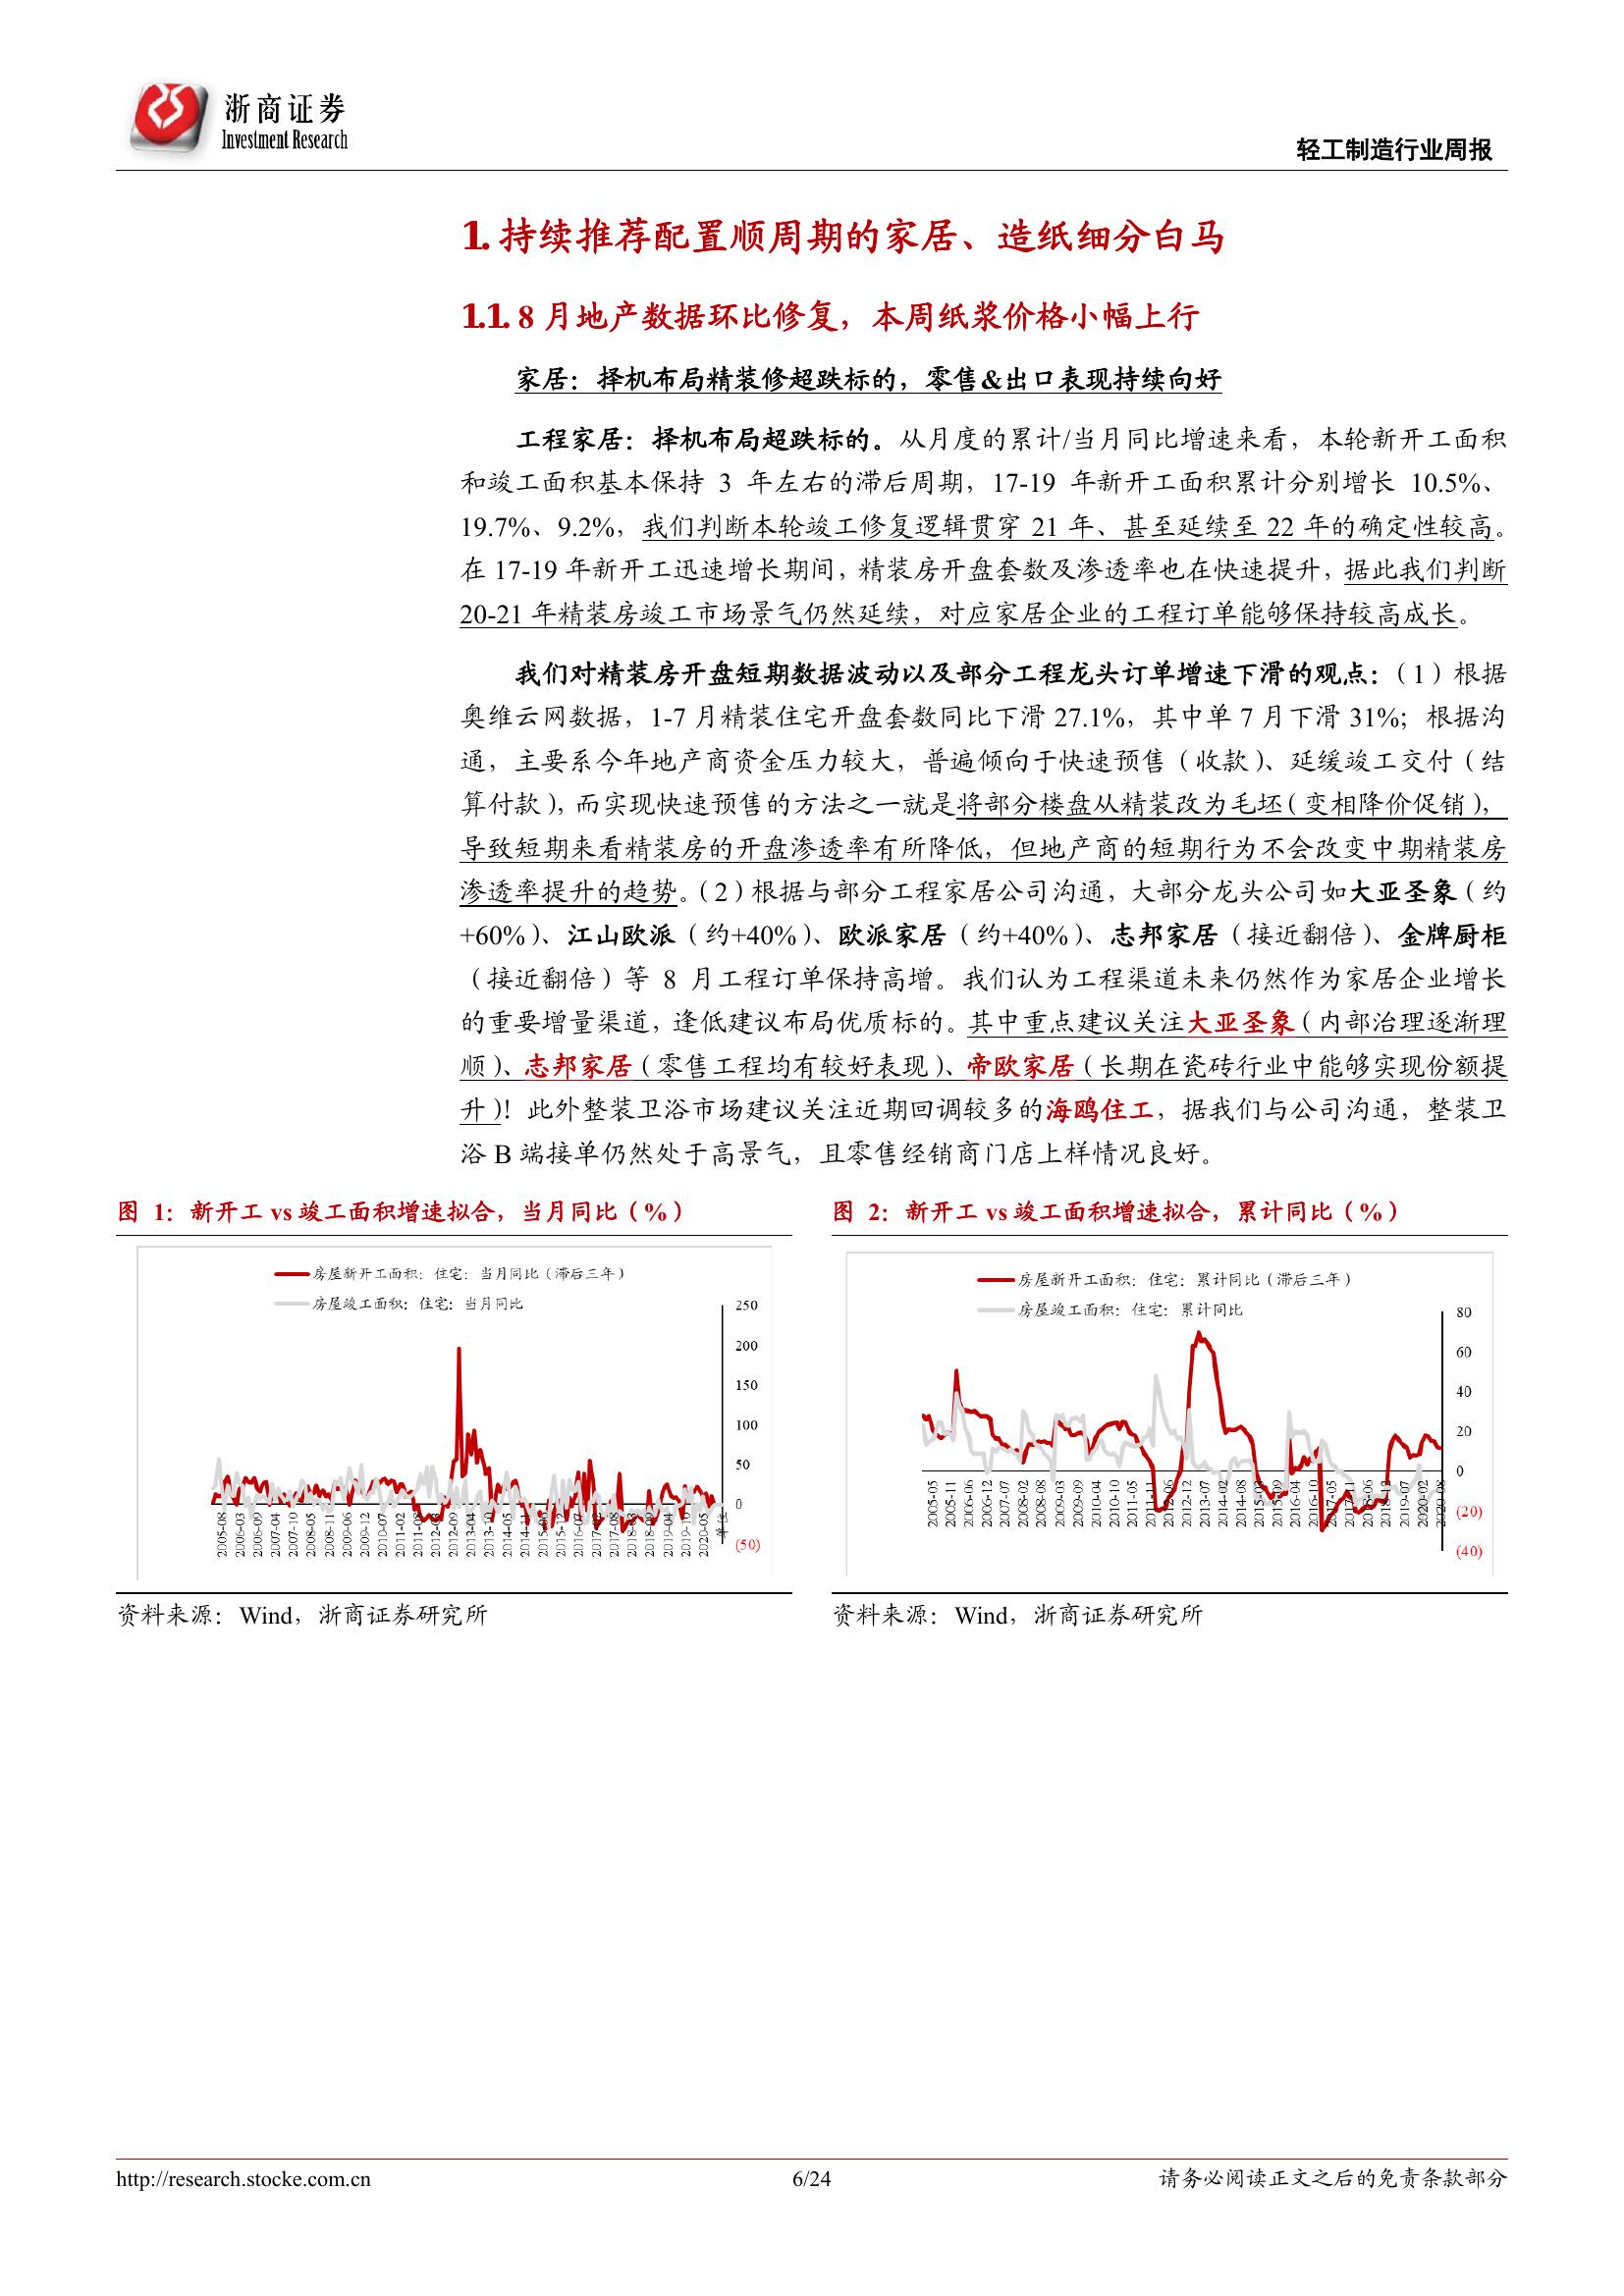 浙商证券
Investment Research
轻工制造行业周报
1. 持续推荐配置顺周期的家居、造纸细分白马
1.1. 8 月地产数据环比修复，本周纸浆价格小幅上行
家居：择机布局精装修超跌标的，零售&出口表现持续向好
工程家居：择机布局超跌标的。从月度的累计/当月同比增速来看，本轮新开工面积
和竣工面积基本保持 3 年左右的滞后周期，17-19 年新开工面积累计分别增长 10.5%、
19.7%、9.2%，我们判断本轮竣工修复逻辑贯穿 21 年、甚至延续至 22 年的确定性较高。
在 17-19 年新开工迅速增长期间，精装房开盘套数及渗透率也在快速提升，据此我们判断
20-21 年精装房竣工市场景气仍然延续，对应家居企业的工程订单能够保持较高成长。
我们对精装房开盘短期数据波动以及部分工程龙头订单增速下滑的观点：（1）根据
奥维云网数据，1-7 月精装住宅开盘套数同比下滑 27.1%，其中单 7 月下滑 31%；根据沟
通，主要系今年地产商资金压力较大，普遍倾向于快速预售（收款）、延缓竣工交付（结
算付款），而实现快速预售的方法之一就是将部分楼盘从精装改为毛坯（变相降价促销），
导致短期来看精装房的开盘渗透率有所降低，但地产商的短期行为不会改变中期精装房
渗透率提升的趋势。（2）根据与部分工程家居公司沟通，大部分龙头公司如大亚圣象（约
+60%）、江山欧派（约+40%）、欧派家居（约+40%）、志邦家居（接近翻倍）、金牌厨柜
（接近翻倍）等 8 月工程订单保持高增。我们认为工程渠道未来仍然作为家居企业增长
的重要增量渠道，逢低建议布局优质标的。其中重点建议关注大亚圣象（内部治理逐渐理
顺）、志邦家居（零售工程均有较好表现）、帝欧家居（长期在瓷砖行业中能够实现份额提
升）！此外整装卫浴市场建议关注近期回调较多的海鸥住工，据我们与公司沟通，整装卫
浴 B 端接单仍然处于高景气，且零售经销商门店上样情况良好。
图 1：新开工 vs 竣工面积增速拟合，当月同比（%）
房屋新开工面积：住宅：当月同比（滞后三年）
房屋竣工面积：住宅：当月同比
250
200
150
100
50
0
(50)
2005-08 2006-03 2006-09 2007-04 2007-10 2008-05 2008-11 2009-06 2009-12 2010-07 2011-02 2011-08 2012-03 2012-09 2013-04 2013-10 2014-05 2014-11 2015-12 2016-07 2017-08 2018-03 2018-09 2019-04 2019-10 2020-05
资料来源：Wind，浙商证券研究所
图 2：新开工 vs 竣工面积增速拟合，累计同比（%）
房屋新开工面积：住宅：累计同比（滞后三年）
房屋竣工面积：住宅：累计同比
80
60
40
20
0
(20)
(40)
2005-05 2005-11 2006-06 2006-12 2007-07 2008-02 2008-08 2009-03 2009-09 2010-04 2010-10 2011-05 2011-11 2012-06 2012-12 2013-07 2014-02 2014-08 2015-03 2015-09 2016-04 2016-10 2017-05 2017-11 2018-06 2018-12 2019-07 2020-02 2020-08
资料来源：Wind，浙商证券研究所
http://research.stocke.com.cn
6/24
请务必阅读正文之后的免责条款部分